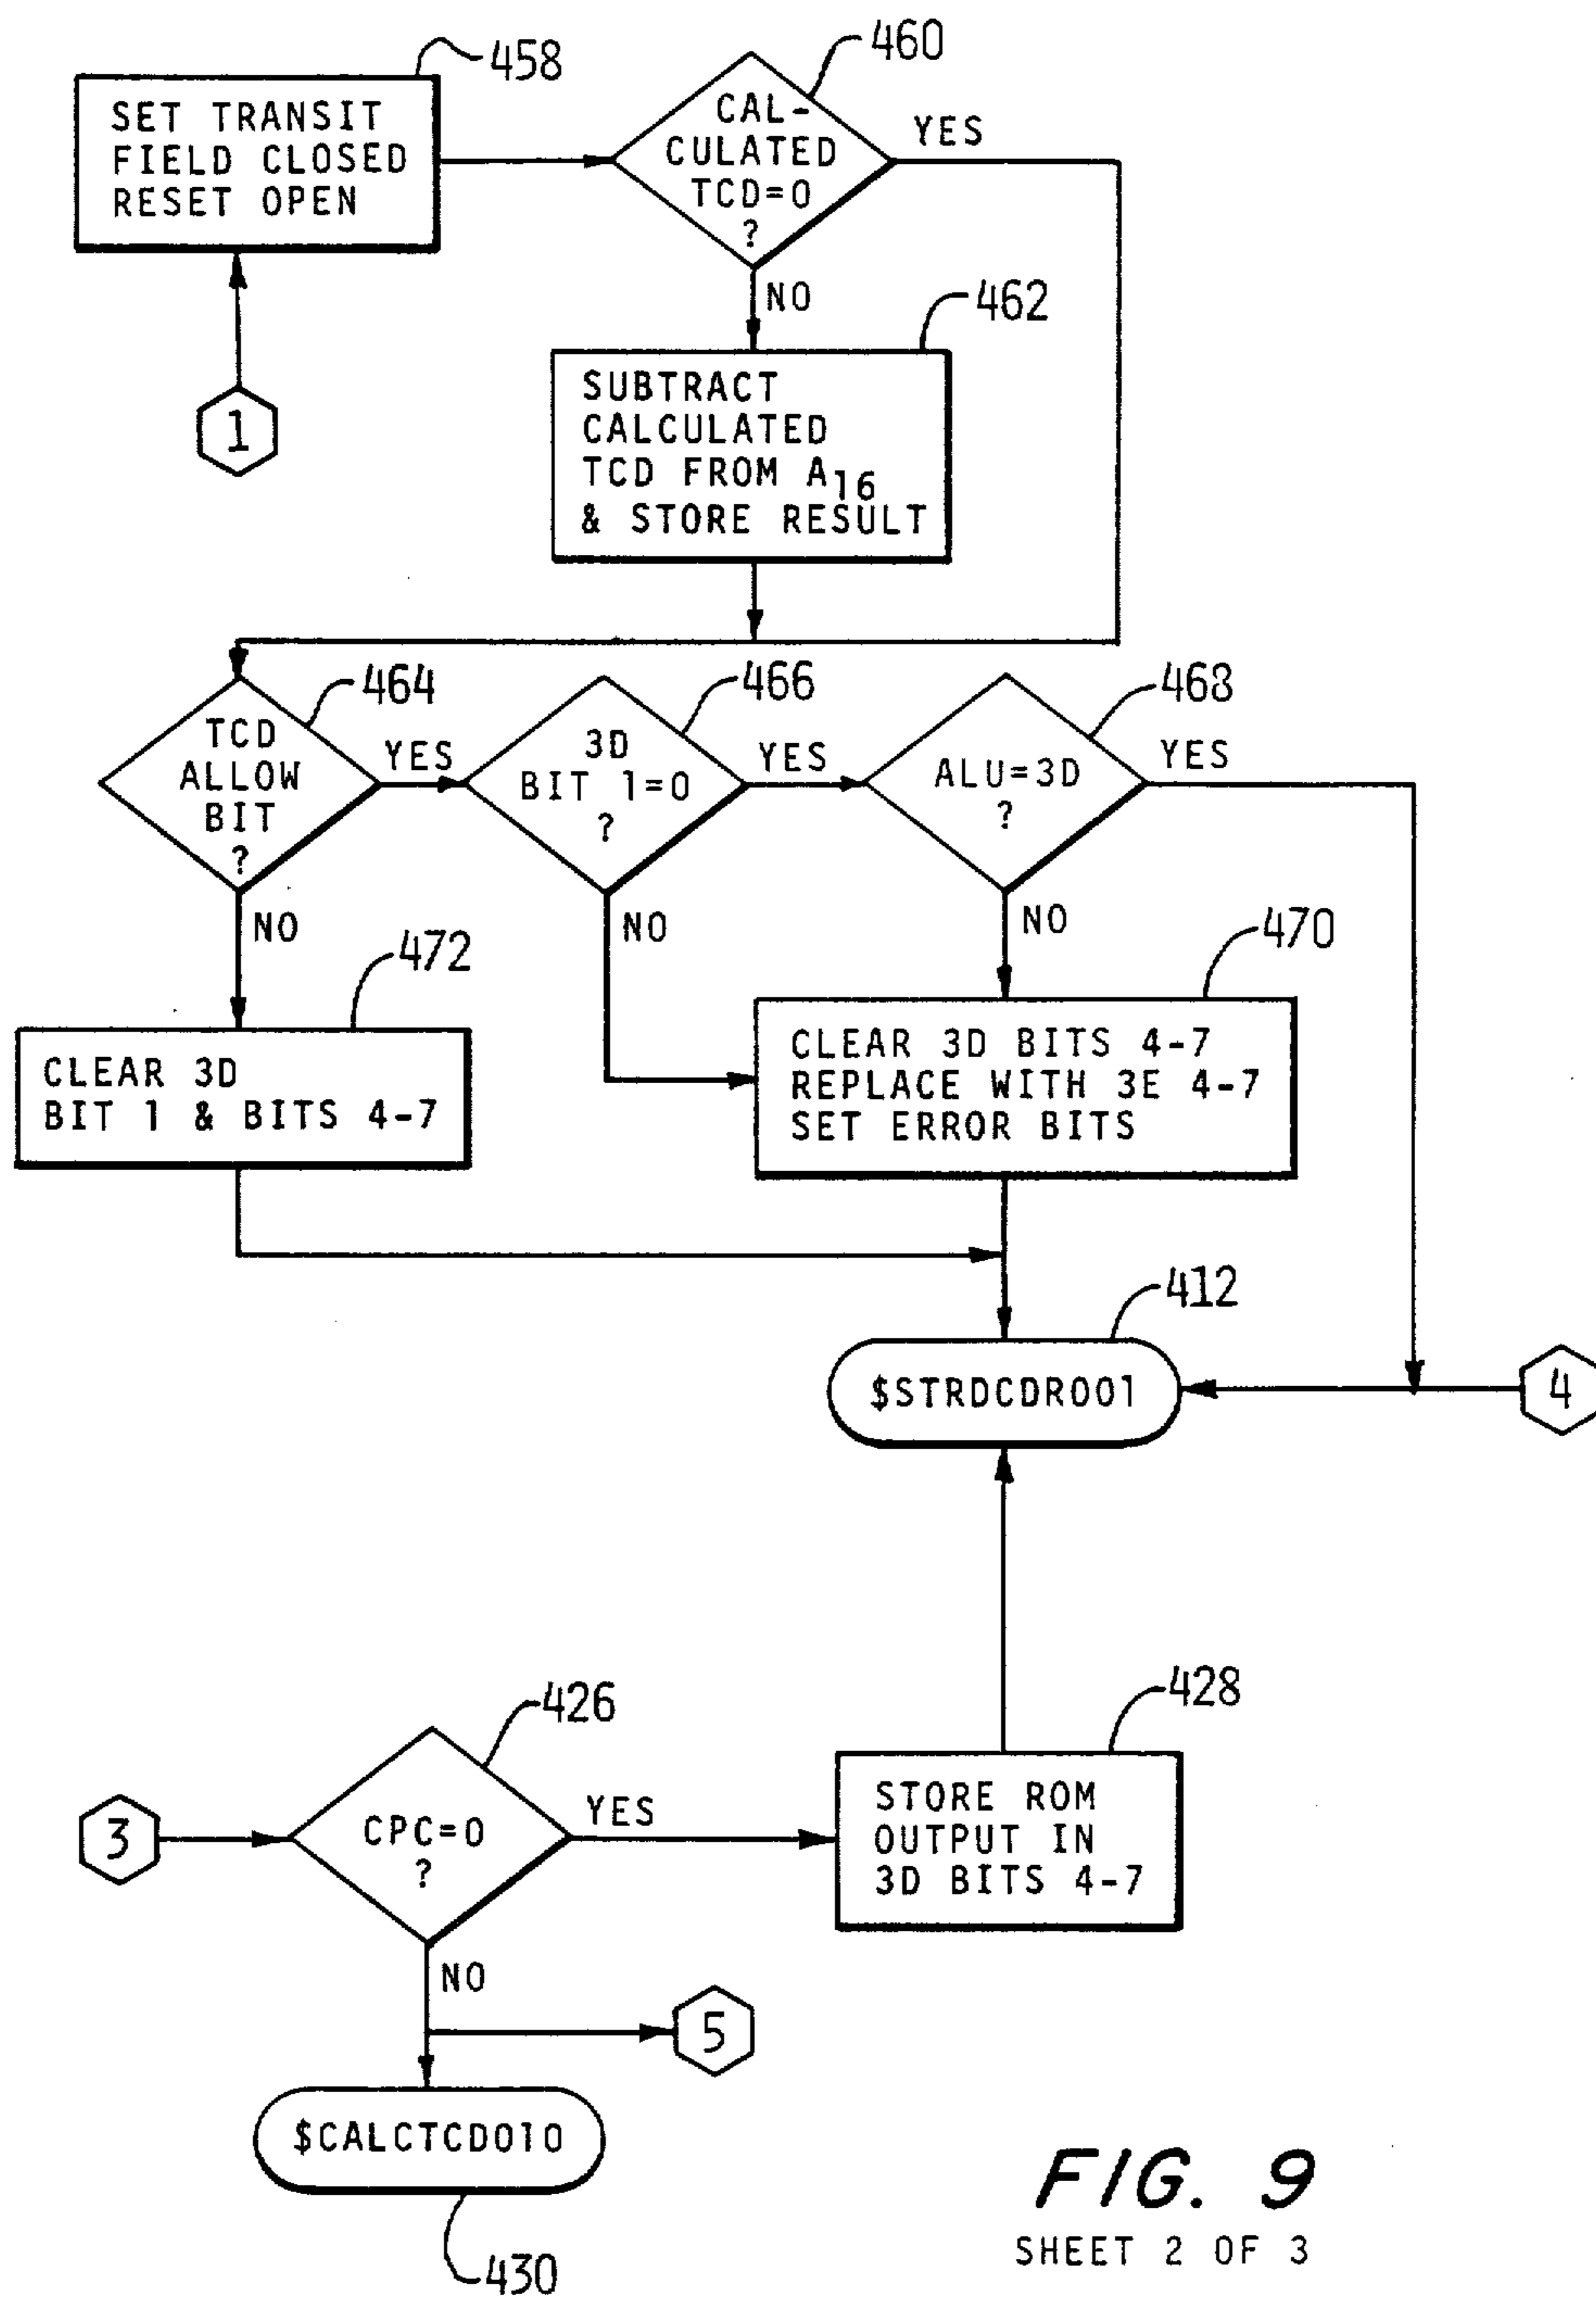 458
SET TRANSIT
FIELD CLOSED
RESET OPEN
460
CAL-
CULATED
TCD=0
?
YES
NO
1
462
SUBTRACT
CALCULATED
TCD FROM A16
& STORE RESULT
464
TCD
ALLOW
BIT
?
YES
NO
466
3D
BIT 1=0
?
YES
NO
468
ALU=3D
?
YES
NO
472
CLEAR 3D
BIT 1 & BITS 4-7
470
CLEAR 3D BITS 4-7
REPLACE WITH 3E 4-7
SET ERROR BITS
412
$STRDCDR001
4
426
3
CPC=0
?
YES
NO
428
STORE ROM
OUTPUT IN
3D BITS 4-7
5
$CALCTCD010
430
FIG. 9
SHEET 2 OF 3